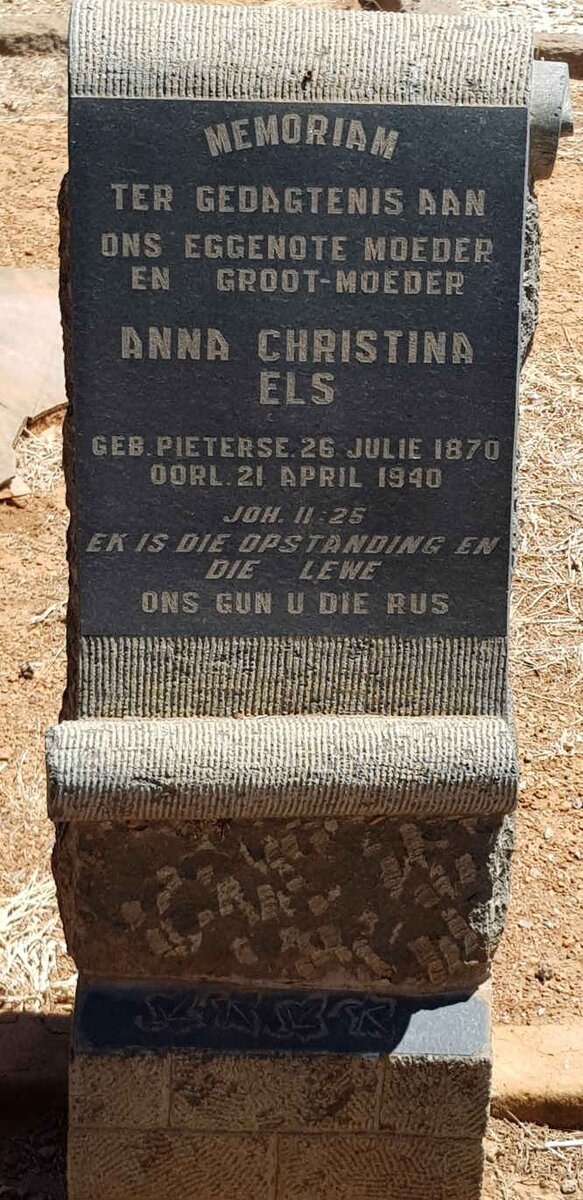 MEMORIAM
TER GEDAGTENIS AAN
ONS EGGENOTE MOEDER
EN GROOT-MOEDER
ANNA CHRISTINA
ELS
GEB. PIETERSE. 26 JULIE 1870
OORL. 21 APRIL 1940
JOH. 11:25
EK IS DIE OPSTANDING EN
DIE LEWE
ONS GUN U DIE RUS